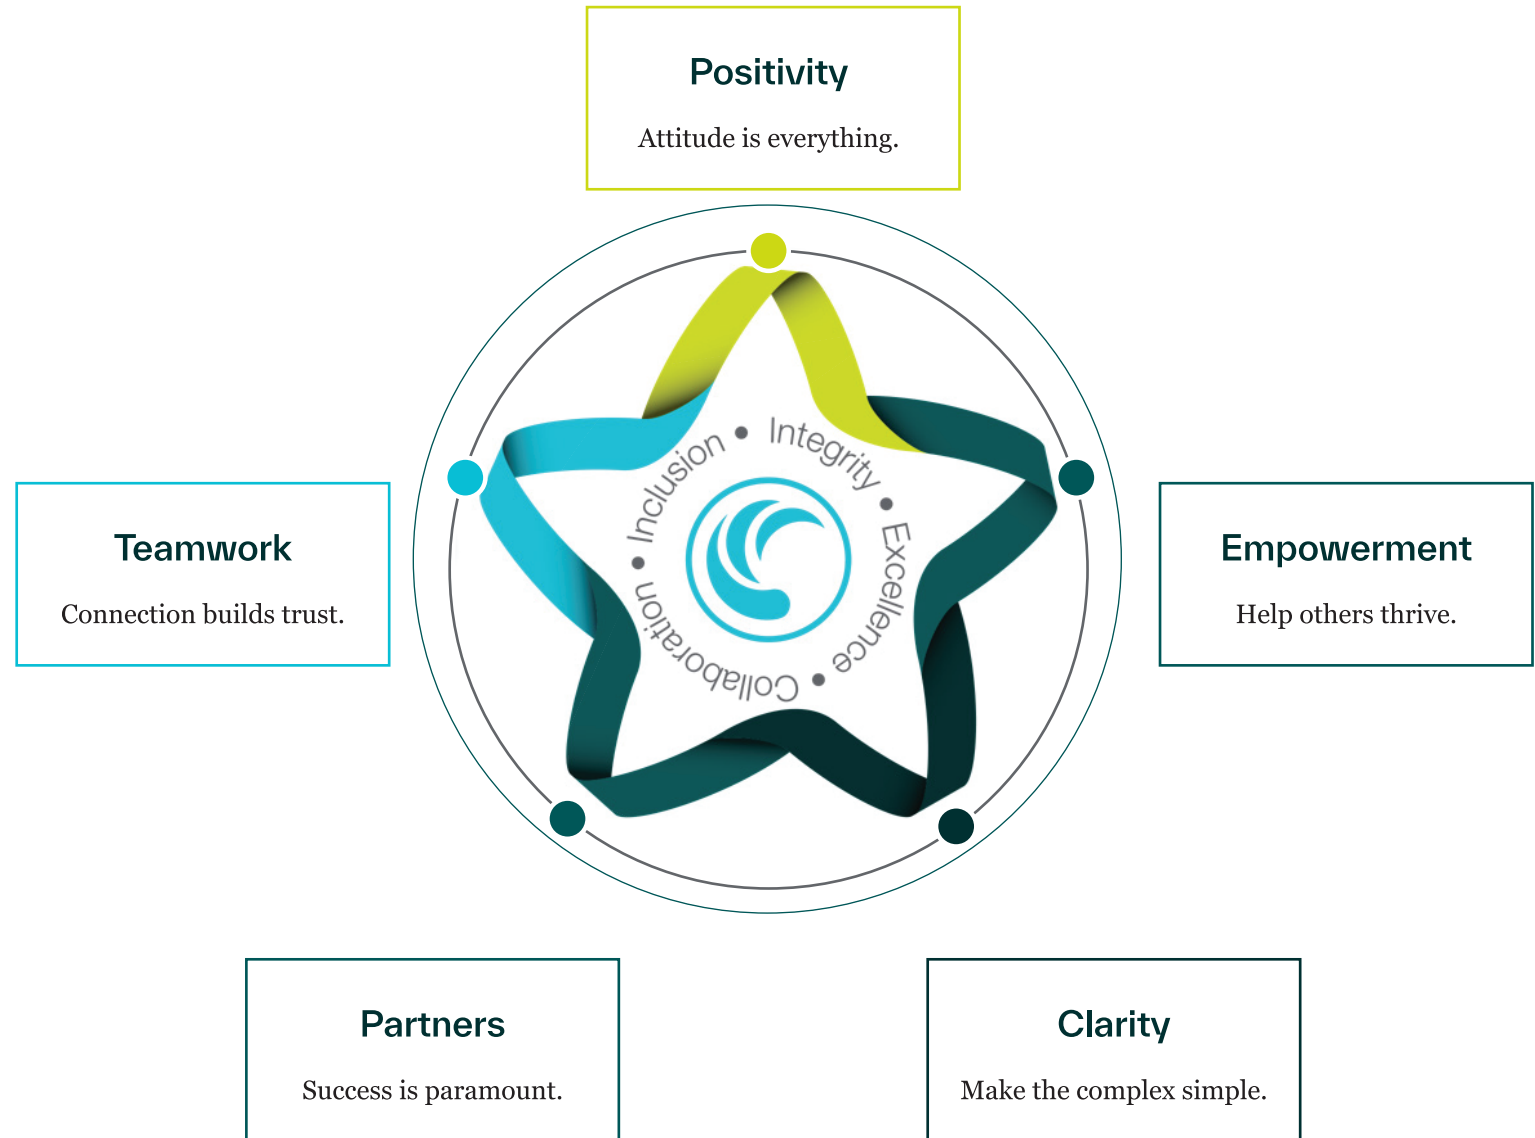 Positivity
Attitude is everything.
Integrity • Excellence • Collaboration • Inclusion •
Teamwork
Connection builds trust.
Empowerment
Help others thrive.
Partners
Success is paramount.
Clarity
Make the complex simple.